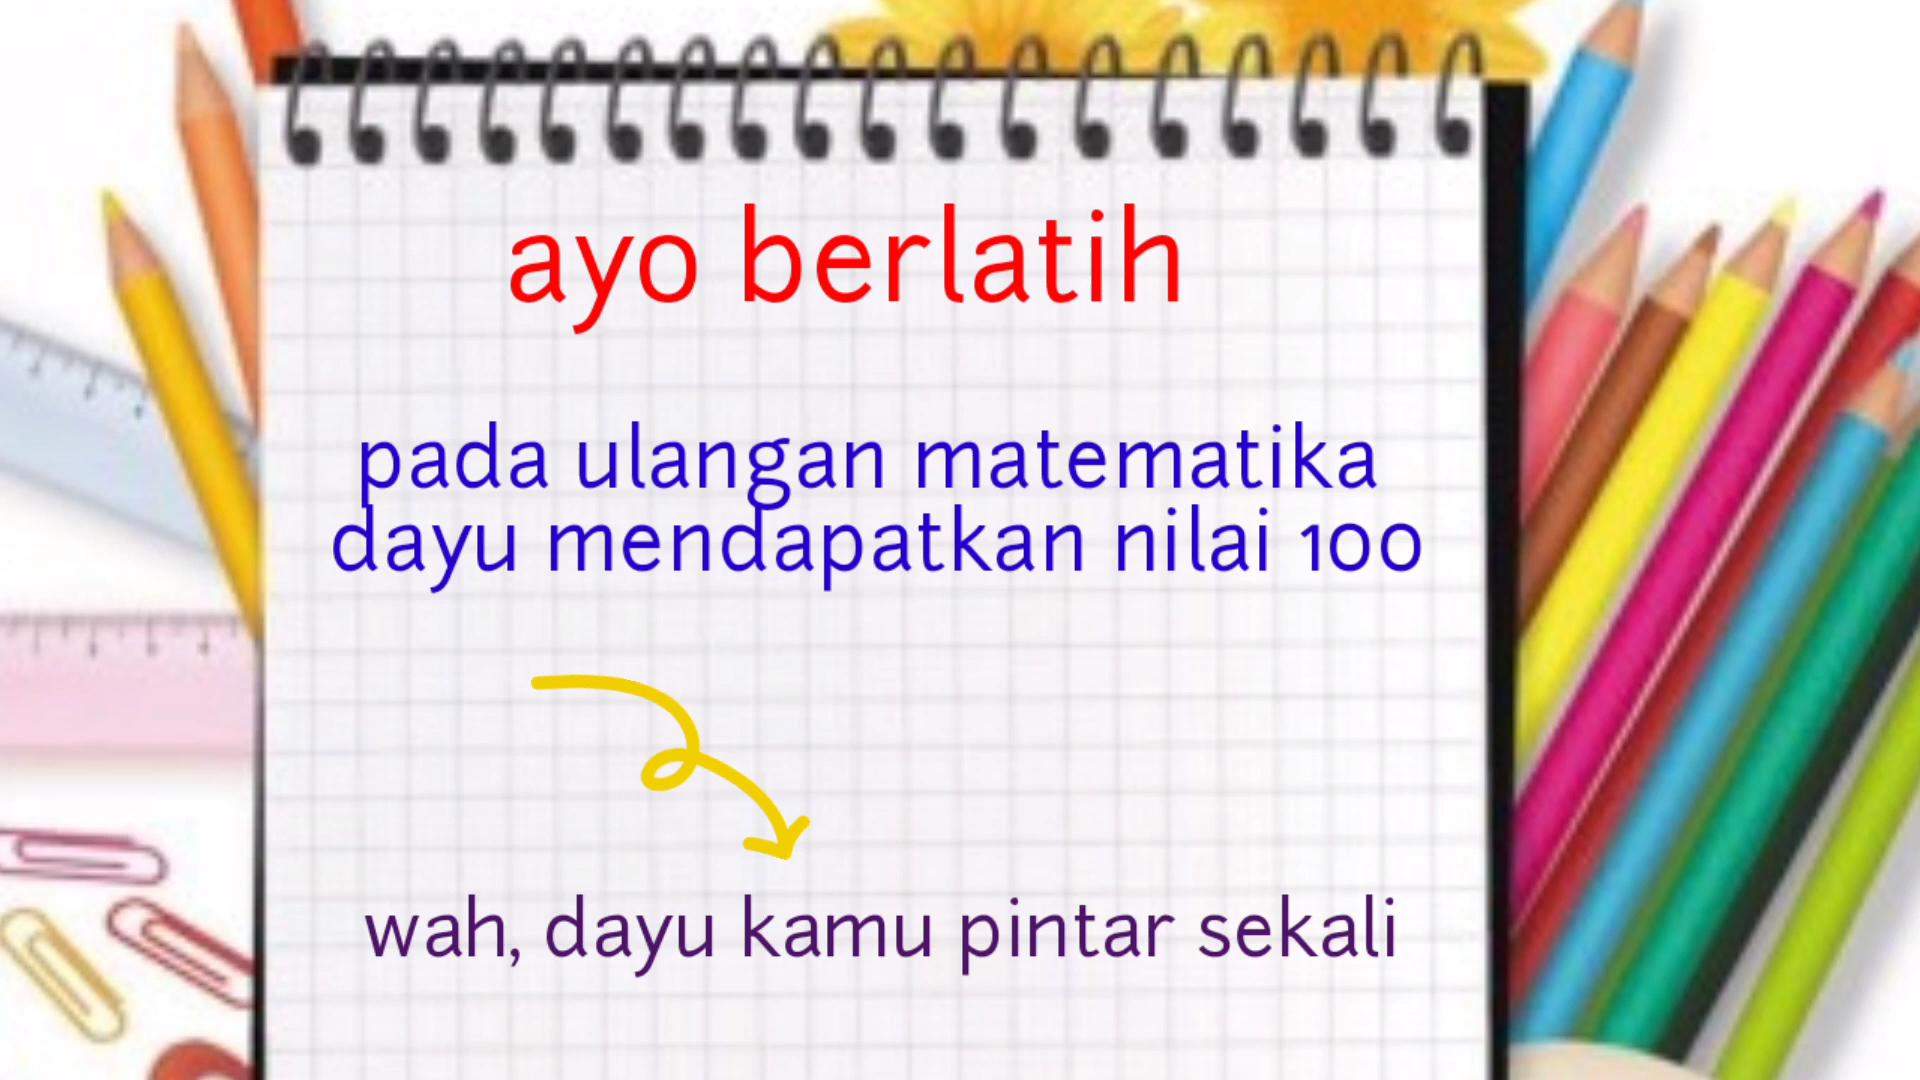 ayo berlatih
pada ulangan matematika
dayu mendapatkan nilai 100
wah, dayu kamu pintar sekali